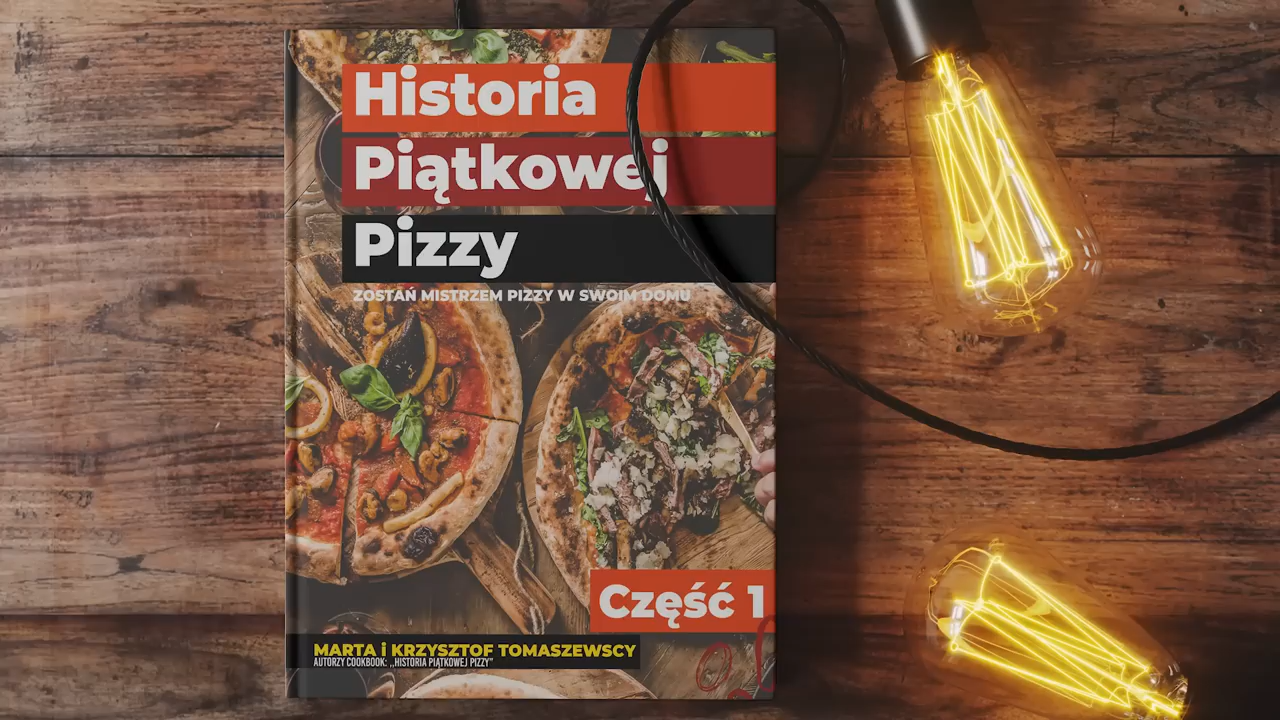 Historia
Piątkowej
Pizzy
ZOSTAŃ MISTRZEM PIZZY W SWOIM DOMU
Część 1
MARTA i KRZYSZTOF TOMASZEWSCY
AUTORZY COOKBOOK: ,,HISTORIA PIĄTKOWEJ PIZZY"